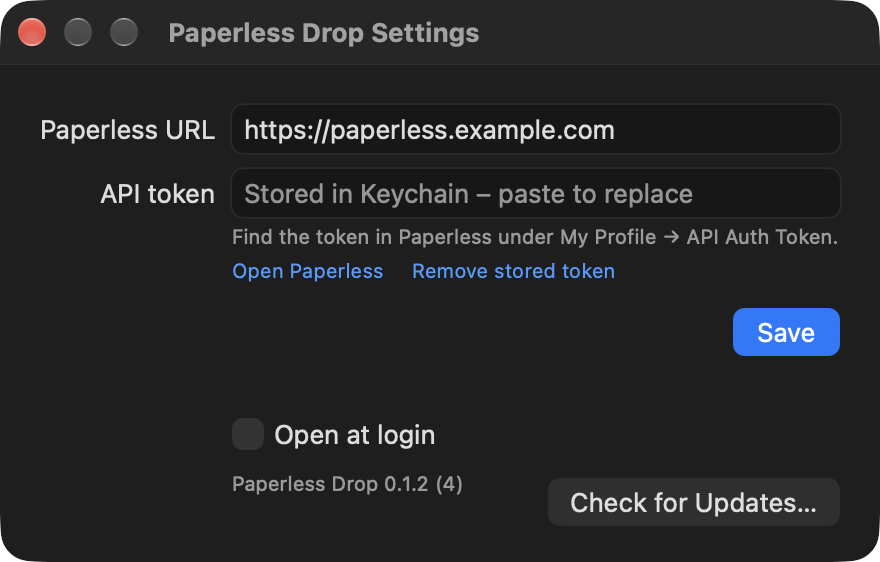 Paperless Drop Settings
Paperless URL https://paperless.example.com
API token Stored in Keychain – paste to replace
Find the token in Paperless under My Profile → API Auth Token.
Open Paperless Remove stored token
Save
Open at login
Paperless Drop 0.1.2 (4)
Check for Updates...